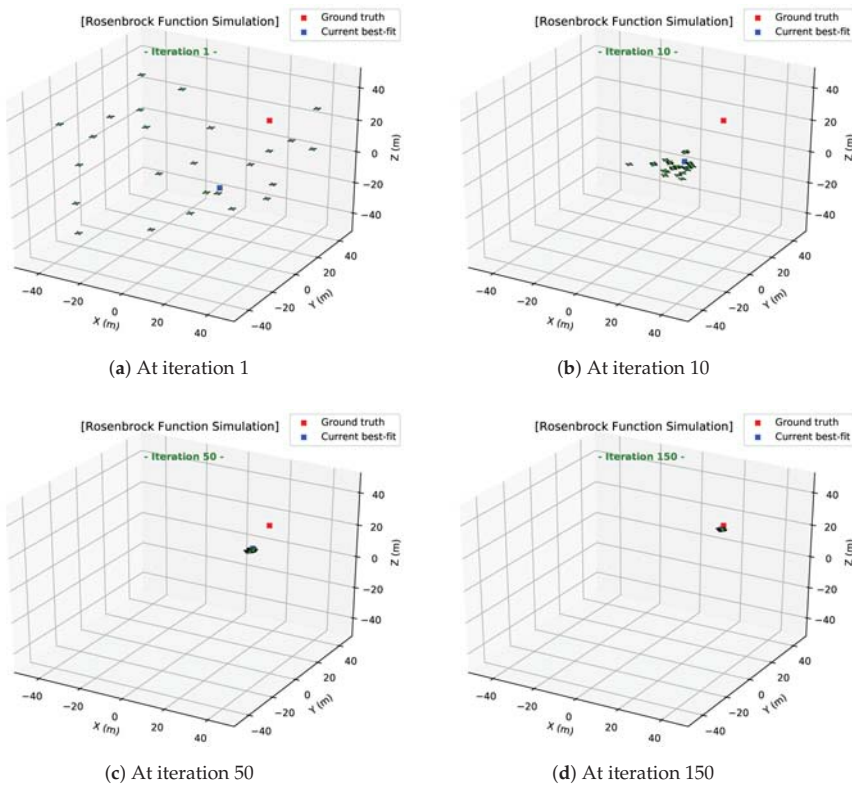 [Rosenbrock Function Simulation]
Ground truth
Current best-fit
- Iteration 1 -
40
20
0
−20
−40
Z (m)
−40
−20
0
20
40
X (m)
−40
−20
0
20
40
Y (m)
(a) At iteration 1
[Rosenbrock Function Simulation]
Ground truth
Current best-fit
- Iteration 10 -
40
20
0
−20
−40
Z (m)
−40
−20
0
20
40
X (m)
−40
−20
0
20
40
Y (m)
(b) At iteration 10
[Rosenbrock Function Simulation]
Ground truth
Current best-fit
- Iteration 50 -
40
20
0
−20
−40
Z (m)
−40
−20
0
20
40
X (m)
−40
−20
0
20
40
Y (m)
(c) At iteration 50
[Rosenbrock Function Simulation]
Ground truth
Current best-fit
- Iteration 150 -
40
20
0
−20
−40
Z (m)
−40
−20
0
20
40
X (m)
−40
−20
0
20
40
Y (m)
(d) At iteration 150